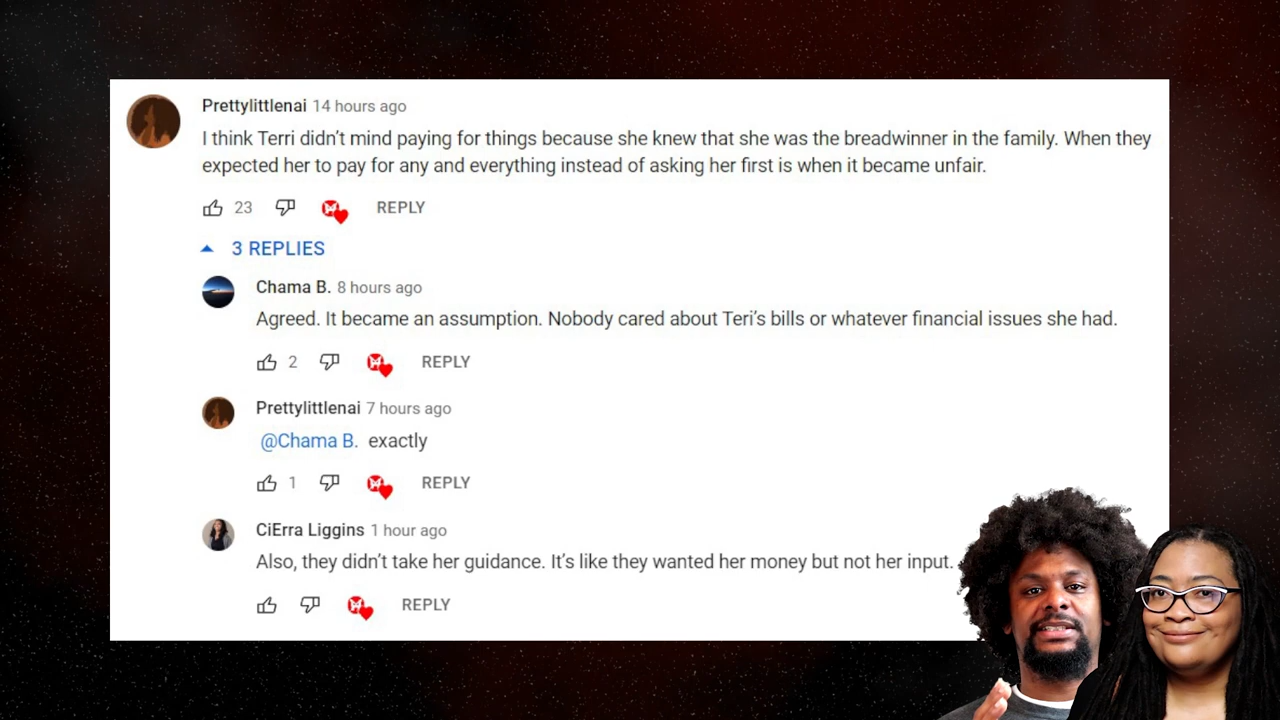 Prettylittlenai 14 hours ago
I think Terri didn't mind paying for things because she knew that she was the breadwinner in the family. When they
expected her to pay for any and everything instead of asking her first is when it became unfair.
23 REPLY
3 REPLIES
Chama B. 8 hours ago
Agreed. It became an assumption. Nobody cared about Teri's bills or whatever financial issues she had.
2 REPLY
Prettylittlenai 7 hours ago
@Chama B. exactly
1 REPLY
CiErra Liggins 1 hour ago
Also, they didn't take her guidance. It's like they wanted her money but not her input.
REPLY